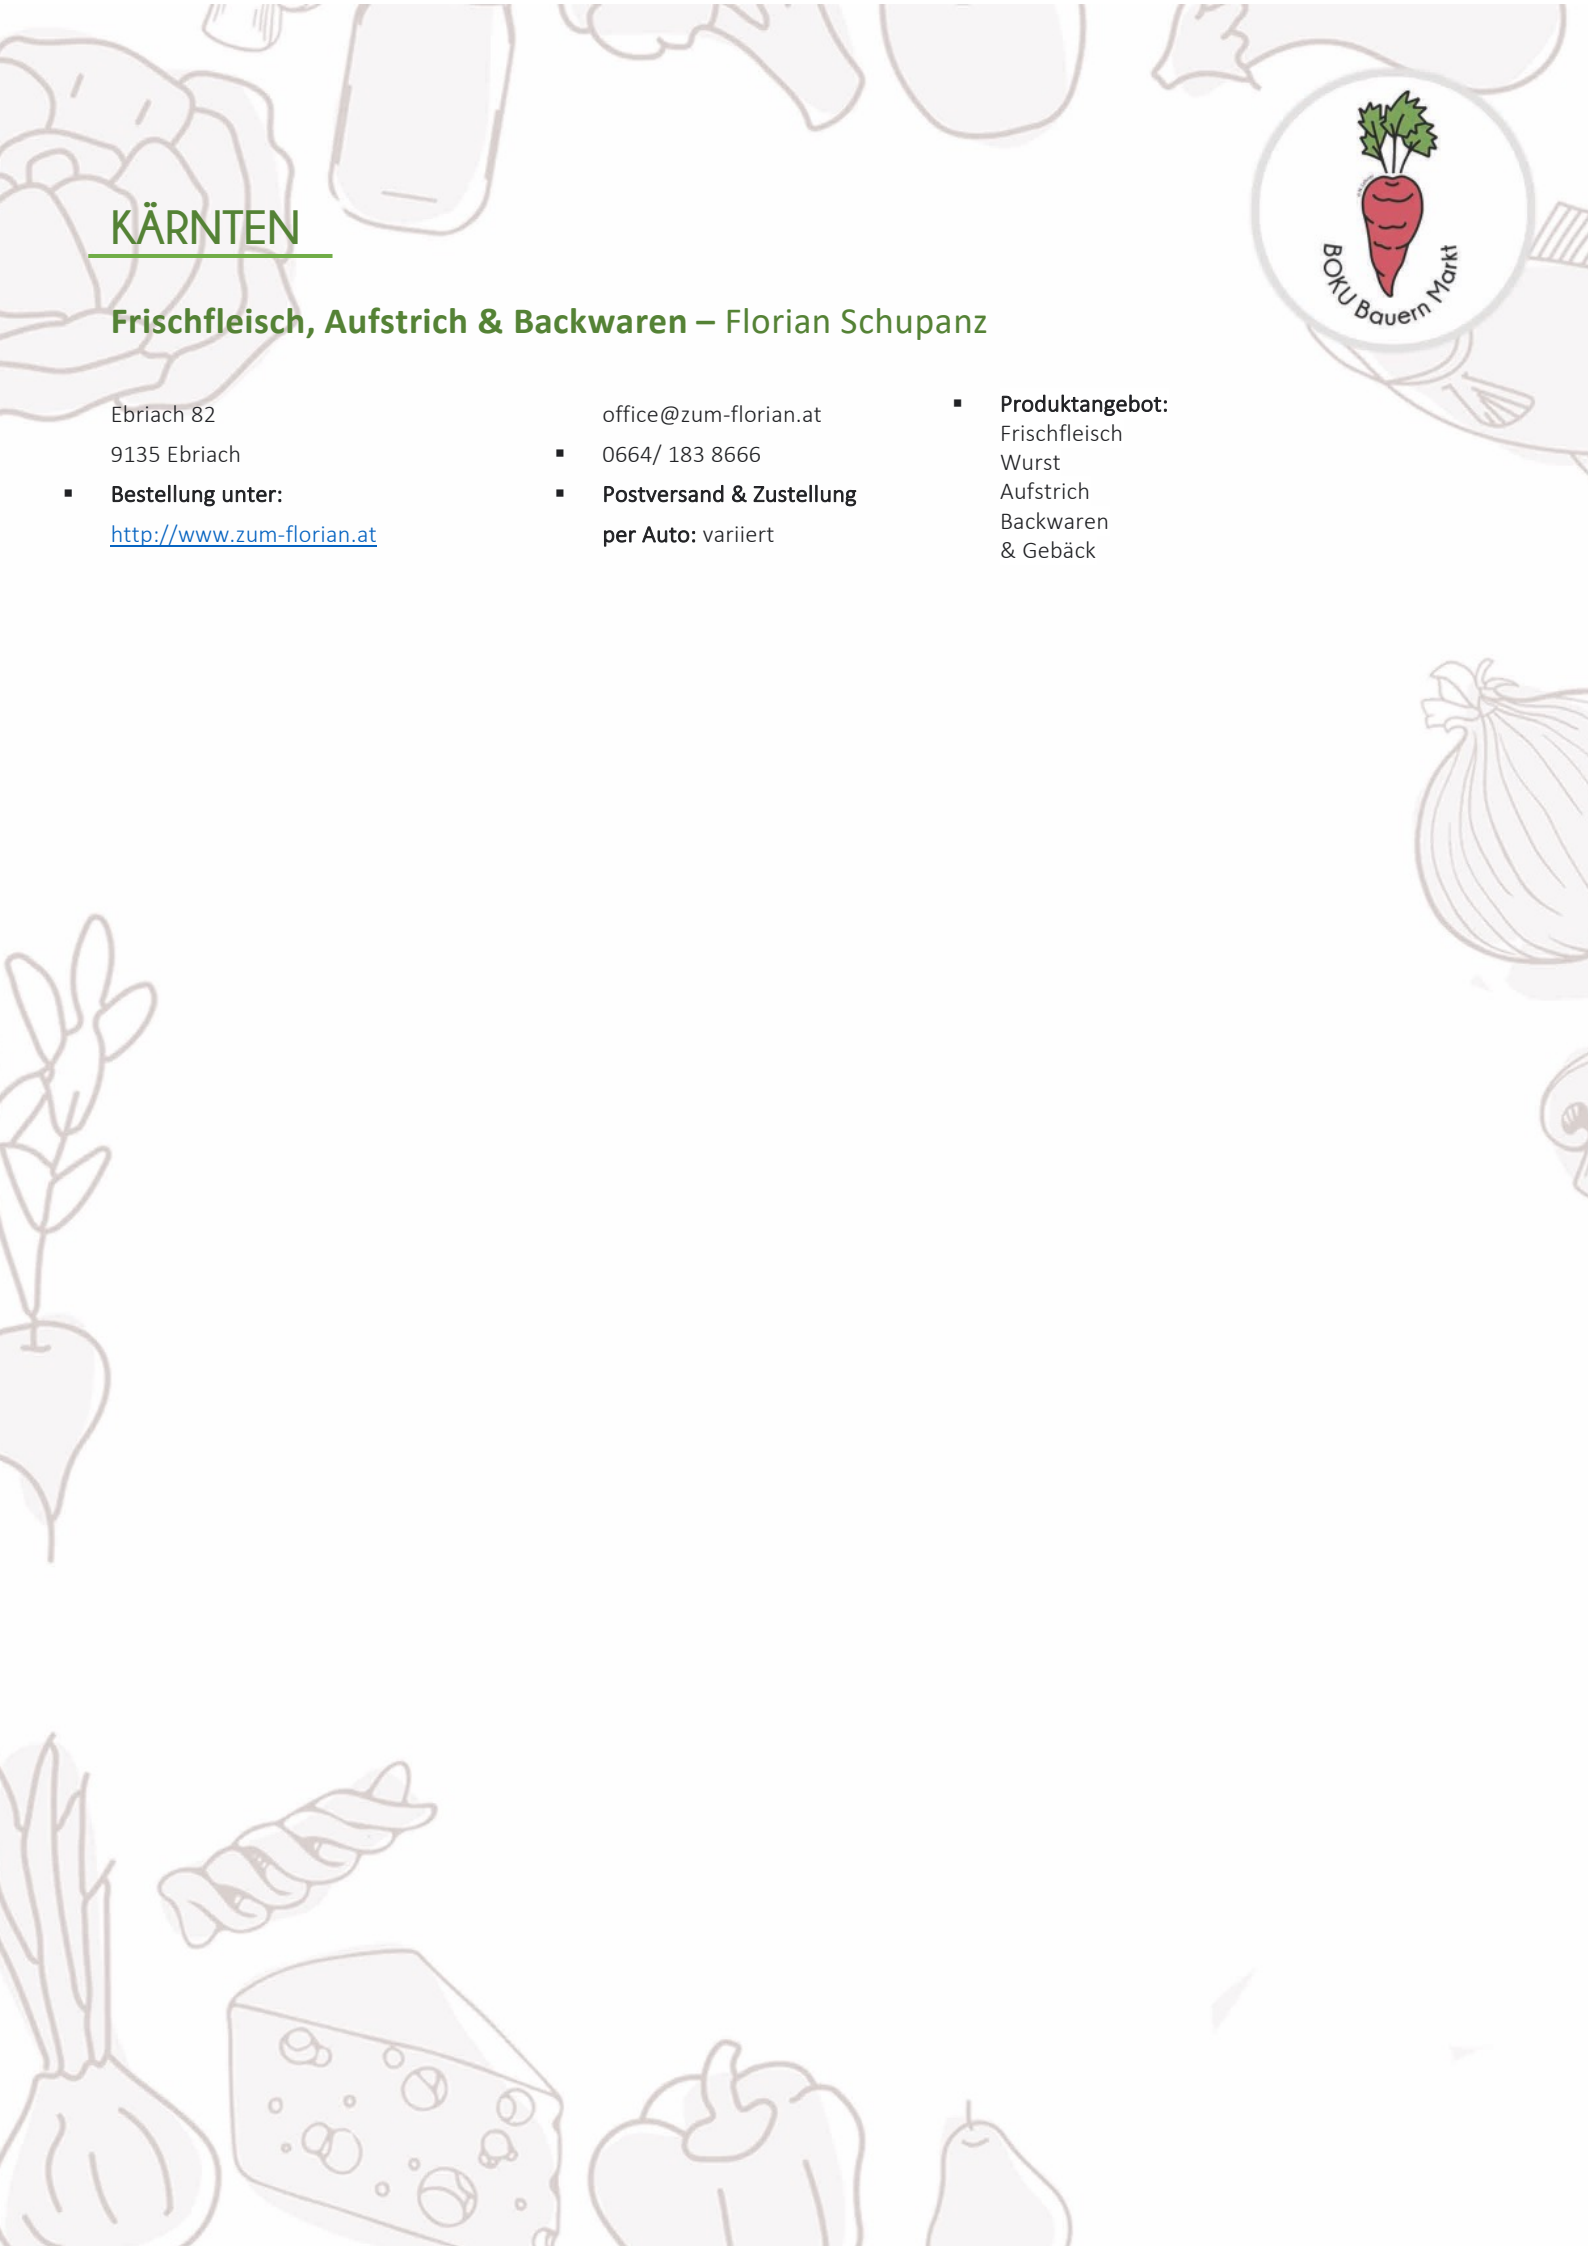 KÄRNTEN
BOKU Bauern Markt
Frischfleisch, Aufstrich & Backwaren – Florian Schupanz
Ebriach 82
9135 Ebriach
▪ Bestellung unter:
http://www.zum-florian.at
office@zum-florian.at
▪ 0664/ 183 8666
▪ Postversand & Zustellung
per Auto: variiert
▪ Produktangebot:
Frischfleisch
Wurst
Aufstrich
Backwaren
& Gebäck